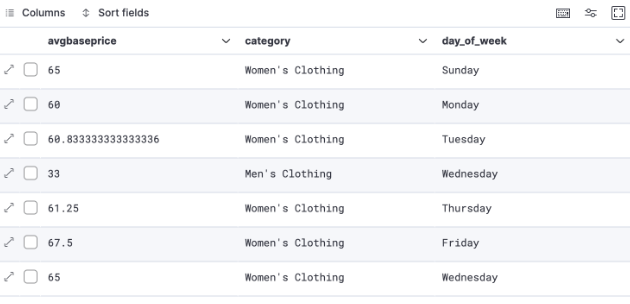 Columns Sort fields
avgbaseprice category day_of_week
65 Women's Clothing Sunday
60 Women's Clothing Monday
60.833333333333336 Women's Clothing Tuesday
33 Men's Clothing Wednesday
61.25 Women's Clothing Thursday
67.5 Women's Clothing Friday
65 Women's Clothing Wednesday